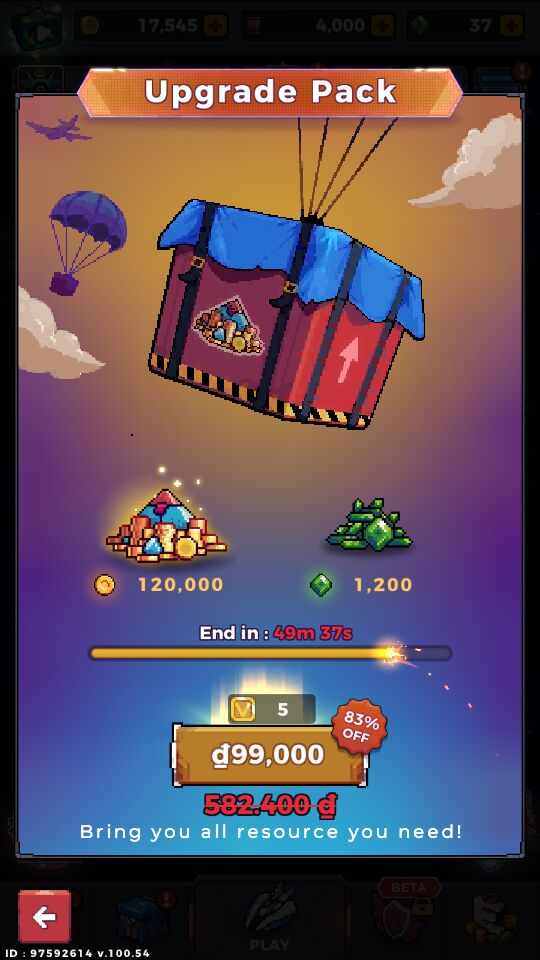 17,545
4,000
37
Upgrade Pack
120,000
1,200
End in : 49m 37s
5
83%
OFF
₫99,000
582.400 ₫
Bring you all resource you need!
BETA
PLAY
ID : 97592614 v.100.54